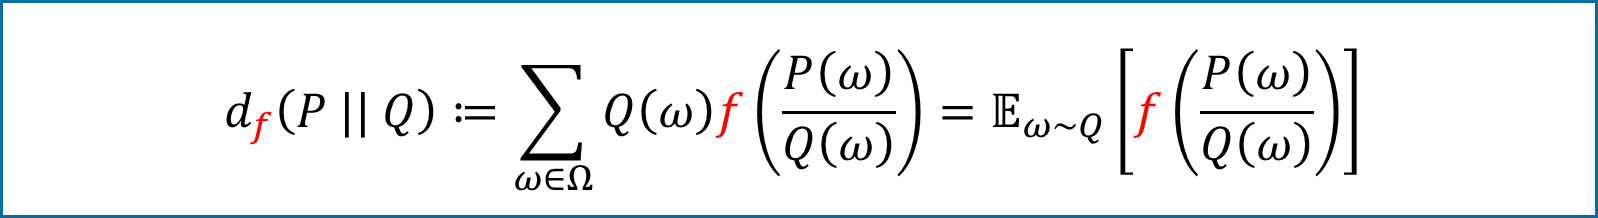 d_f(P || Q) ≔ ∑_{ω∈Ω} Q(ω)f(P(ω)/Q(ω)) = 𝔼_{ω~Q}[f(P(ω)/Q(ω))]